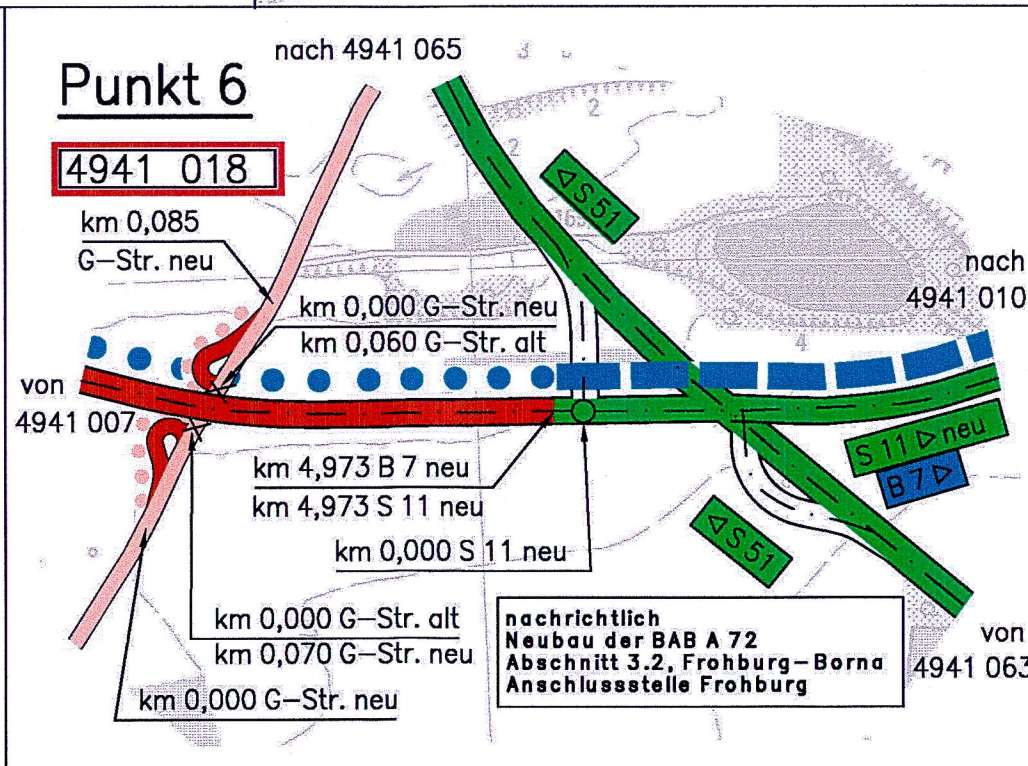 nach 4941 065
Punkt 6
4941 018
km 0,085
G-Str. neu
S 51
nach
4941 010
km 0,000 G-Str. neu
km 0,060 G-Str. alt
von
4941 007
km 4,973 B 7 neu
km 4,973 S 11 neu
S 11 neu
B 7
km 0,000 S 11 neu
S 51
km 0,000 G-Str. alt
km 0,070 G-Str. neu
km 0,000 G-Str. neu
nachrichtlich
Neubau der BAB A 72
Abschnitt 3.2, Frohburg-Borna
Anschlussstelle Frohburg
von
4941 063
2
2
3
4